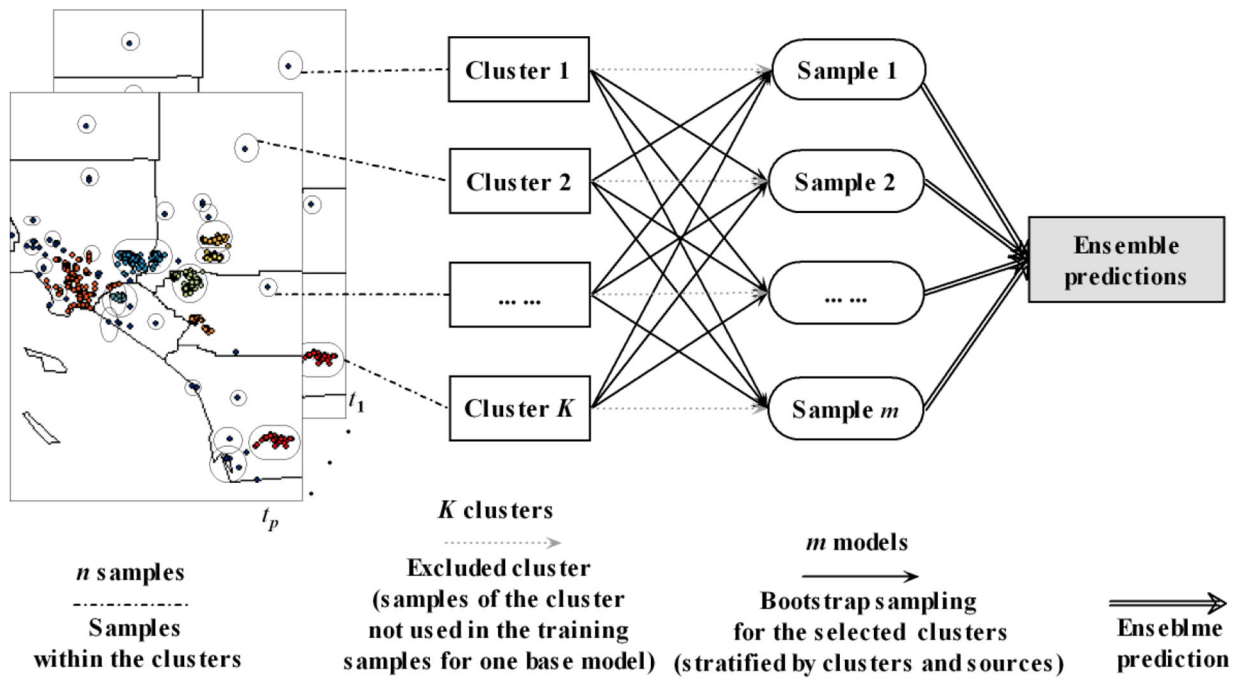 Cluster 1
Sample 1
Cluster 2
Sample 2
Ensemble
predictions
... ...
... ...
Cluster K
Sample m
t1
tp
K clusters
n samples
Excluded cluster
(samples of the cluster
not used in the training
samples for one base model)
m models
Bootstrap sampling
for the selected clusters
(stratified by clusters and sources)
Samples
within the clusters
Enseblme
prediction